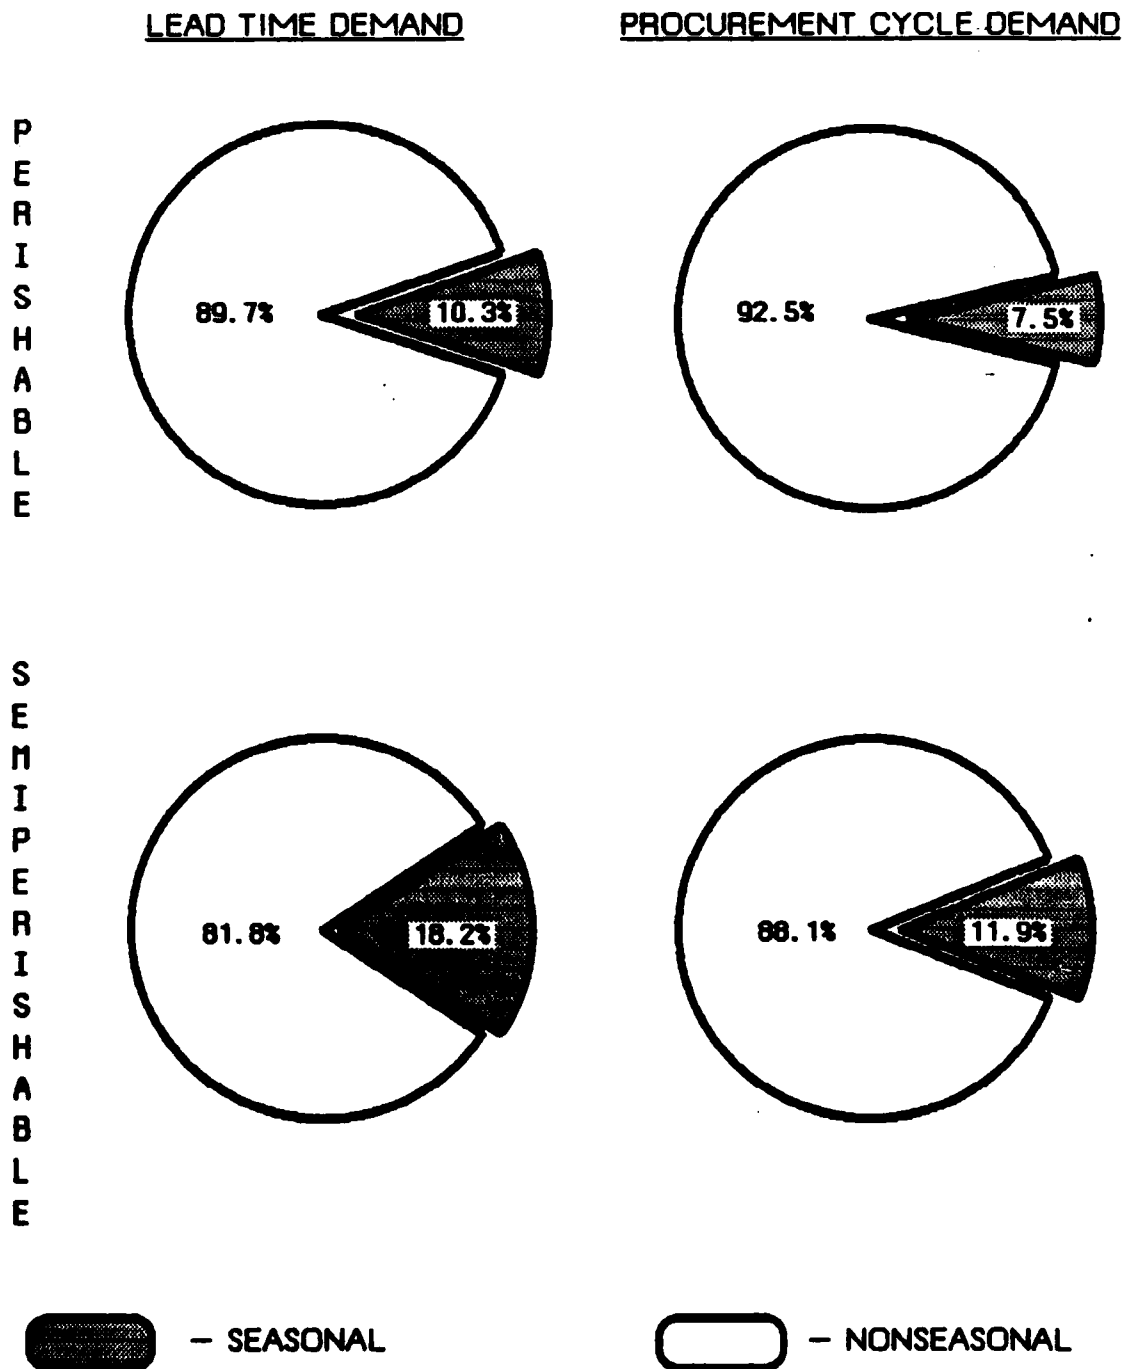 LEAD TIME DEMAND
PROCUREMENT CYCLE DEMAND
PERISHABLE
89.7%
10.3%
92.5%
7.5%
SEMIPERISHABLE
81.8%
18.2%
88.1%
11.9%
- SEASONAL
- NONSEASONAL